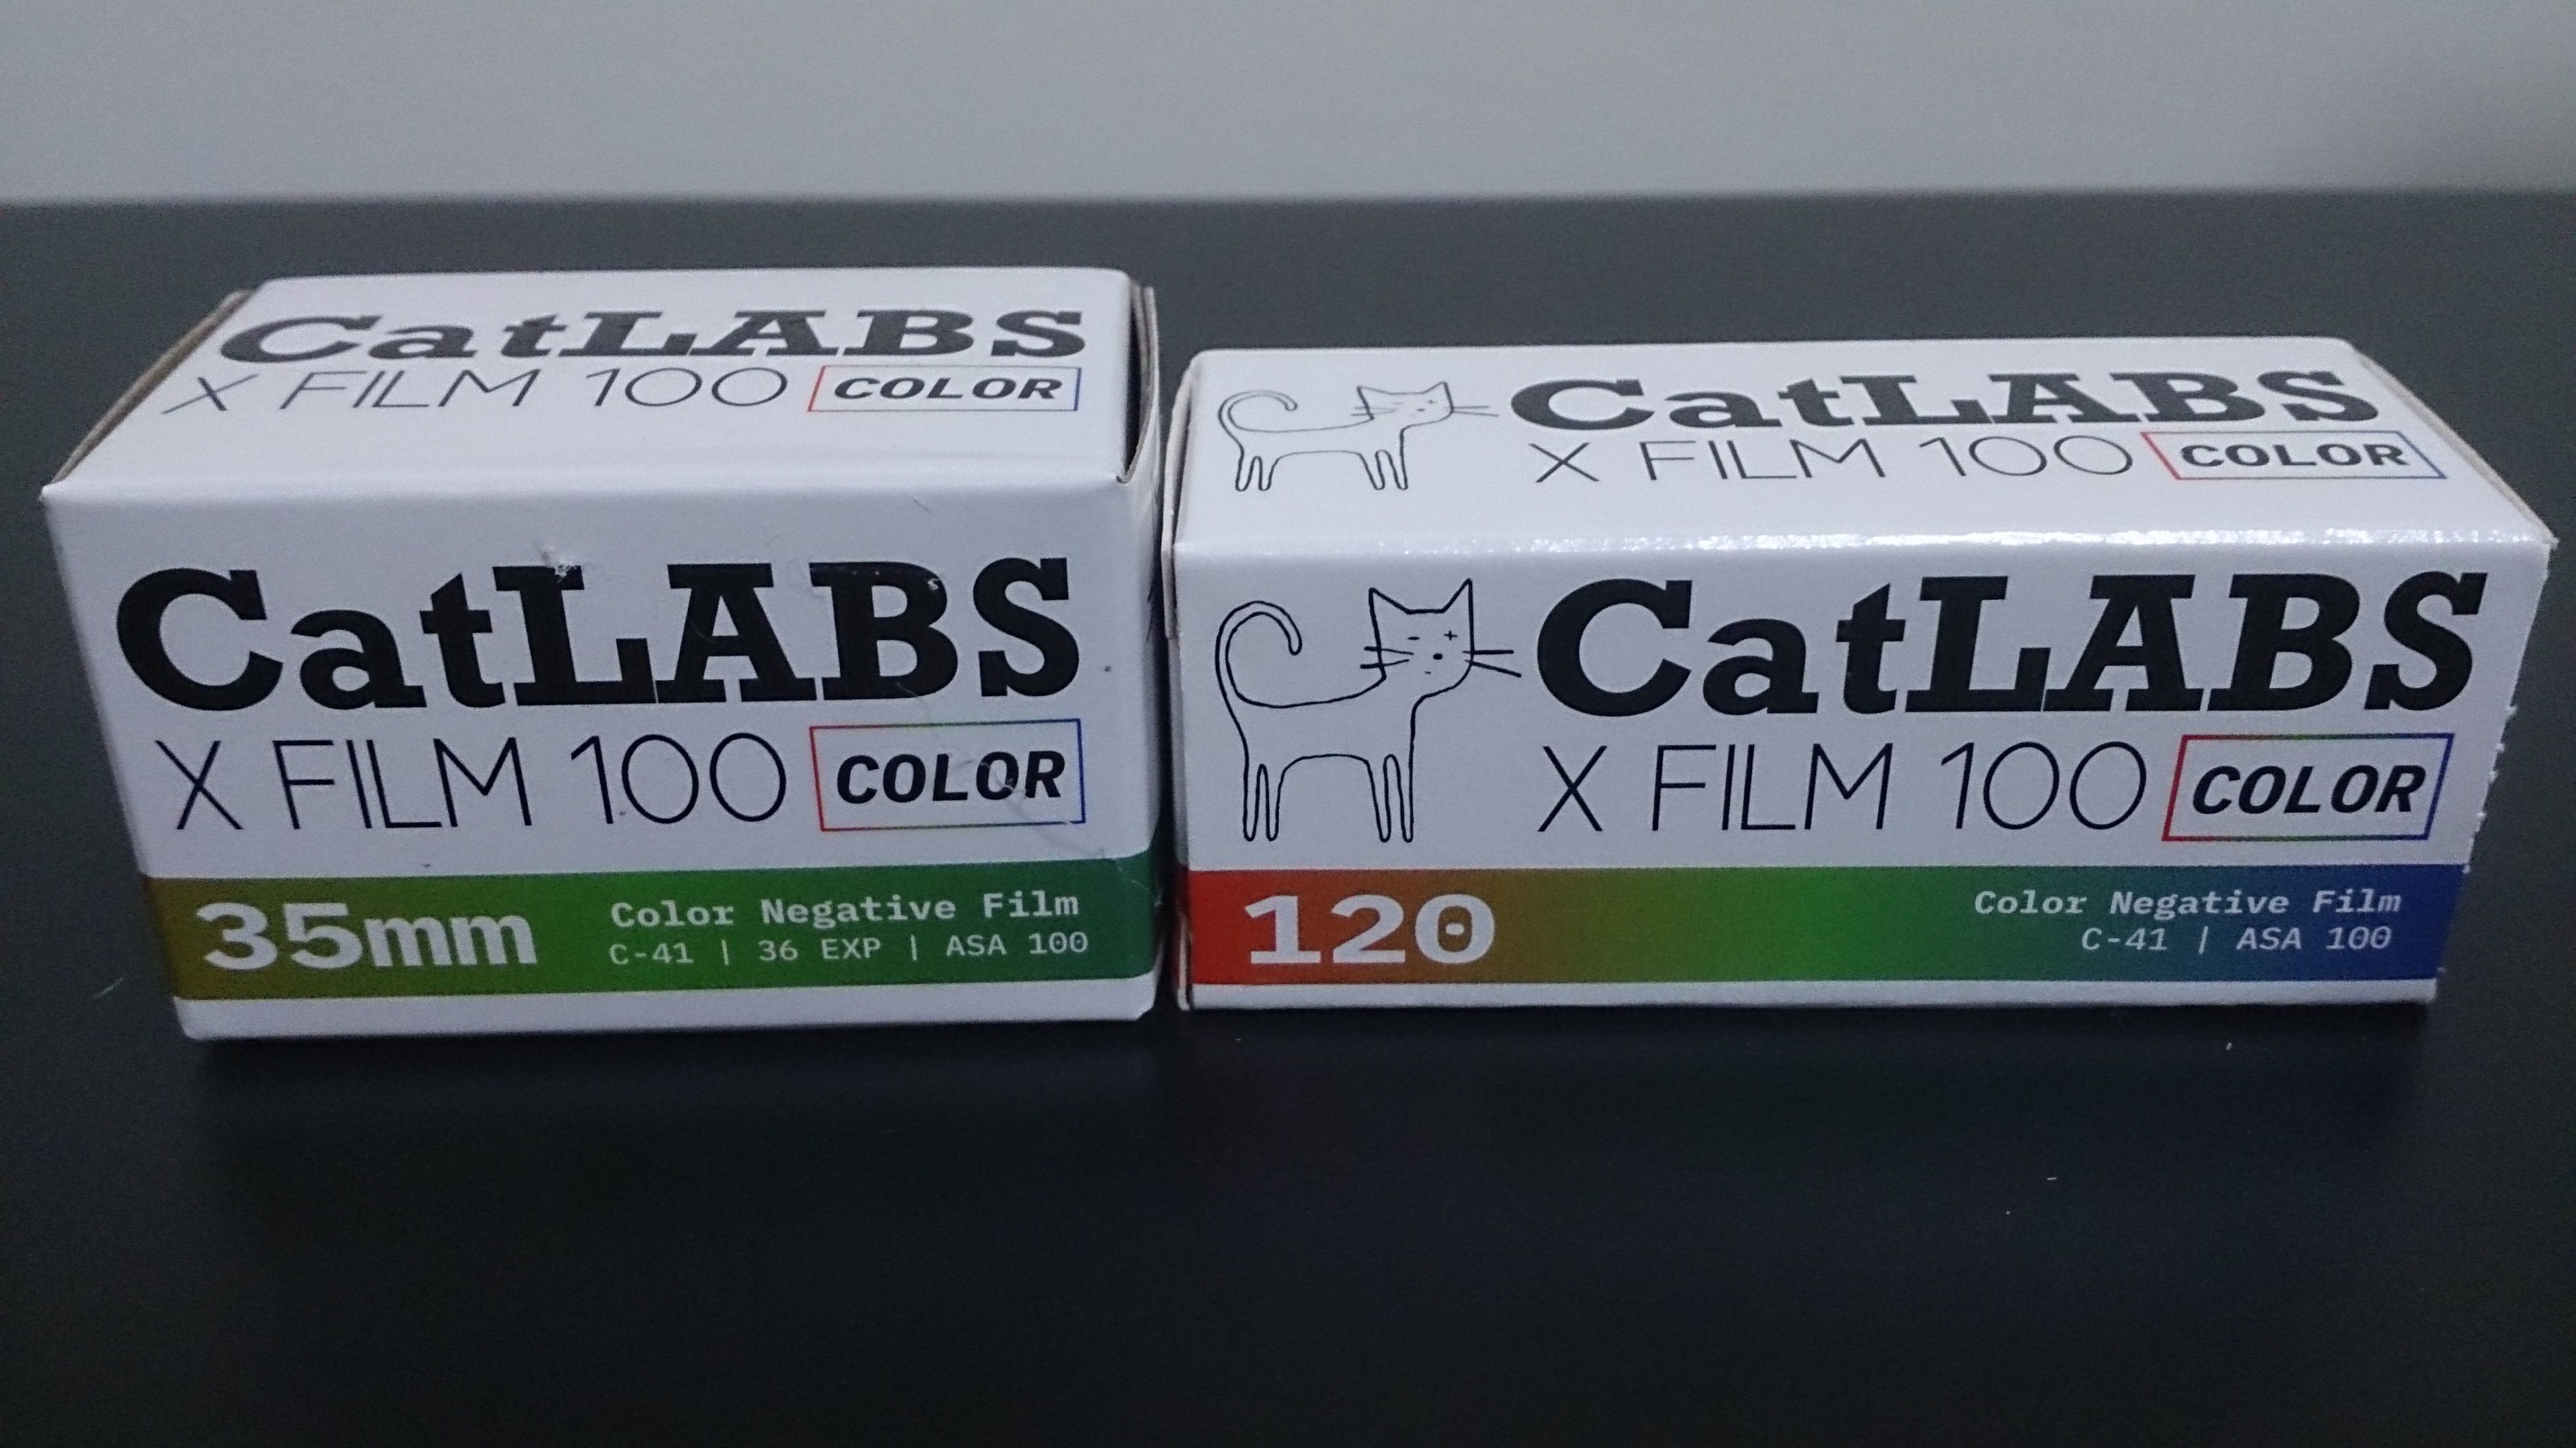 CatLABS
X FILM 100 COLOR
CatLABS
X FILM 100 COLOR
35mm
Color Negative Film
C-41 | 36 EXP | ASA 100
CatLABS
X FILM 100 COLOR
CatLABS
X FILM 100 COLOR
120
Color Negative Film
C-41 | ASA 100